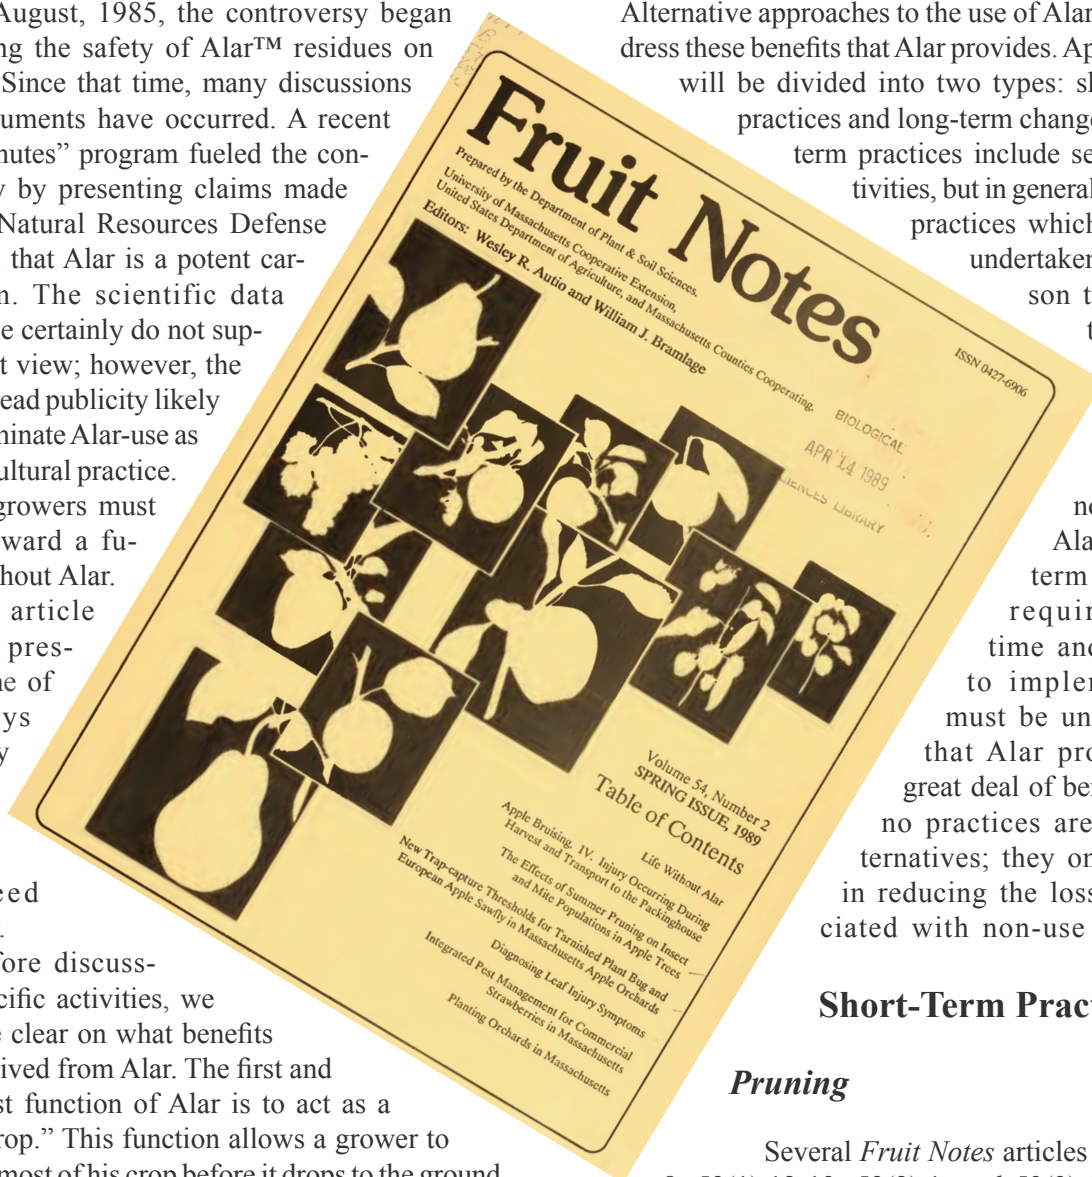 August, 1985, the controversy began
ng the safety of Alar™ residues on
Since that time, many discussions
uments have occurred. A recent
nutes” program fueled the con-
y by presenting claims made
Natural Resources Defense
that Alar is a potent car-
n. The scientific data
e certainly do not sup-
t view; however, the
ead publicity likely
ninate Alar-use as
ultural practice.
growers must
ward a fu-
hout Alar.
article
pres-
ne of
ys
y
eed
fore discuss-
cific activities, we
e clear on what benefits
ived from Alar. The first and
st function of Alar is to act as a
rop.” This function allows a grower to
most of his crop before it drops to the ground
Fruit Notes
Prepared by the Department of Plant & Soil Sciences.
University of Massachusetts Cooperative Extension,
United States Department of Agriculture, and Massachusetts Counties Cooperating.
Editors: Wesley R. Autio and William J. Bramlage
ISSN 0427-6906
BIOLOGICAL
APR 14 1989
IENCES LIBRARY
Volume 54, Number 2
SPRING ISSUE, 1989
Table of Contents
Life Without Alar
Apple Bruising. IV. Injury Occurring During
Harvest and Transport to the Packinghouse
The Effects of Summer Pruning on Insect
and Mite Populations in Apple Trees
New Trap-capture Thresholds for Tarnished Plant Bug and
European Apple Sawfly in Massachusetts Apple Orchards
Diagnosing Leaf Injury Symptoms
Integrated Pest Management for Commercial
Strawberries in Massachusetts
Planting Orchards in Massachusetts
Alternative approaches to the use of Alar
dress these benefits that Alar provides. Ap
will be divided into two types: sh
practices and long-term change
term practices include se
tivities, but in general
practices which
undertaken
son t
t
no
Ala
term
requir
time and
to implem
must be un
that Alar pro
great deal of be
no practices are
ternatives; they on
in reducing the loss
ciated with non-use
Short-Term Pract
Pruning
Several Fruit Notes articles